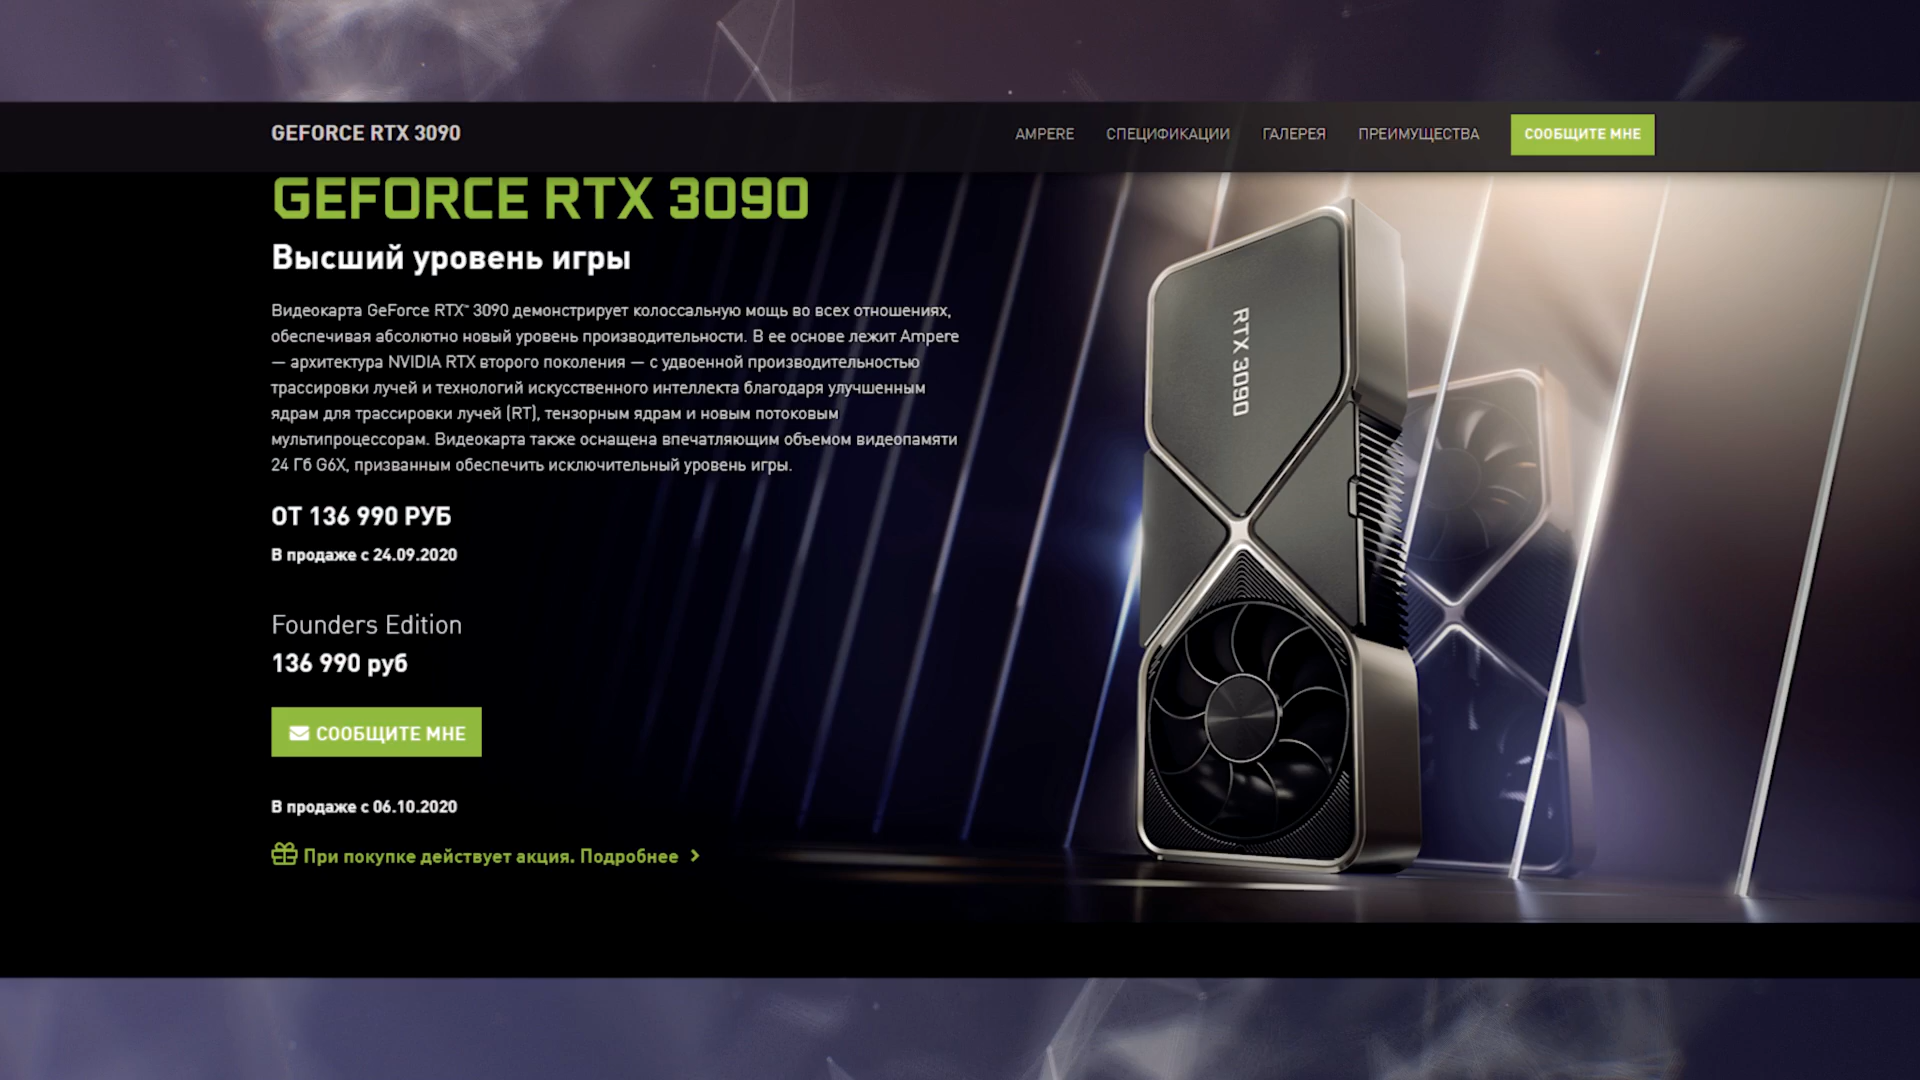 GEFORCE RTX 3090
AMPERE СПЕЦИФИКАЦИИ ГАЛЕРЕЯ ПРЕИМУЩЕСТВА СООБЩИТЕ МНЕ
GEFORCE RTX 3090
Высший уровень игры
Видеокарта GeForce RTX™ 3090 демонстрирует колоссальную мощь во всех отношениях,
обеспечивая абсолютно новый уровень производительности. В ее основе лежит Ampere
— архитектура NVIDIA RTX второго поколения — с удвоенной производительностью
трассировки лучей и технологий искусственного интеллекта благодаря улучшенным
ядрам для трассировки лучей (RT), тензорным ядрам и новым потоковым
мультипроцессорам. Видеокарта также оснащена впечатляющим объемом видеопамяти
24 Гб G6X, призванным обеспечить исключительный уровень игры.
ОТ 136 990 РУБ
В продаже с 24.09.2020
Founders Edition
136 990 руб
СООБЩИТЕ МНЕ
В продаже с 06.10.2020
При покупке действует акция. Подробнее
RTX 3090